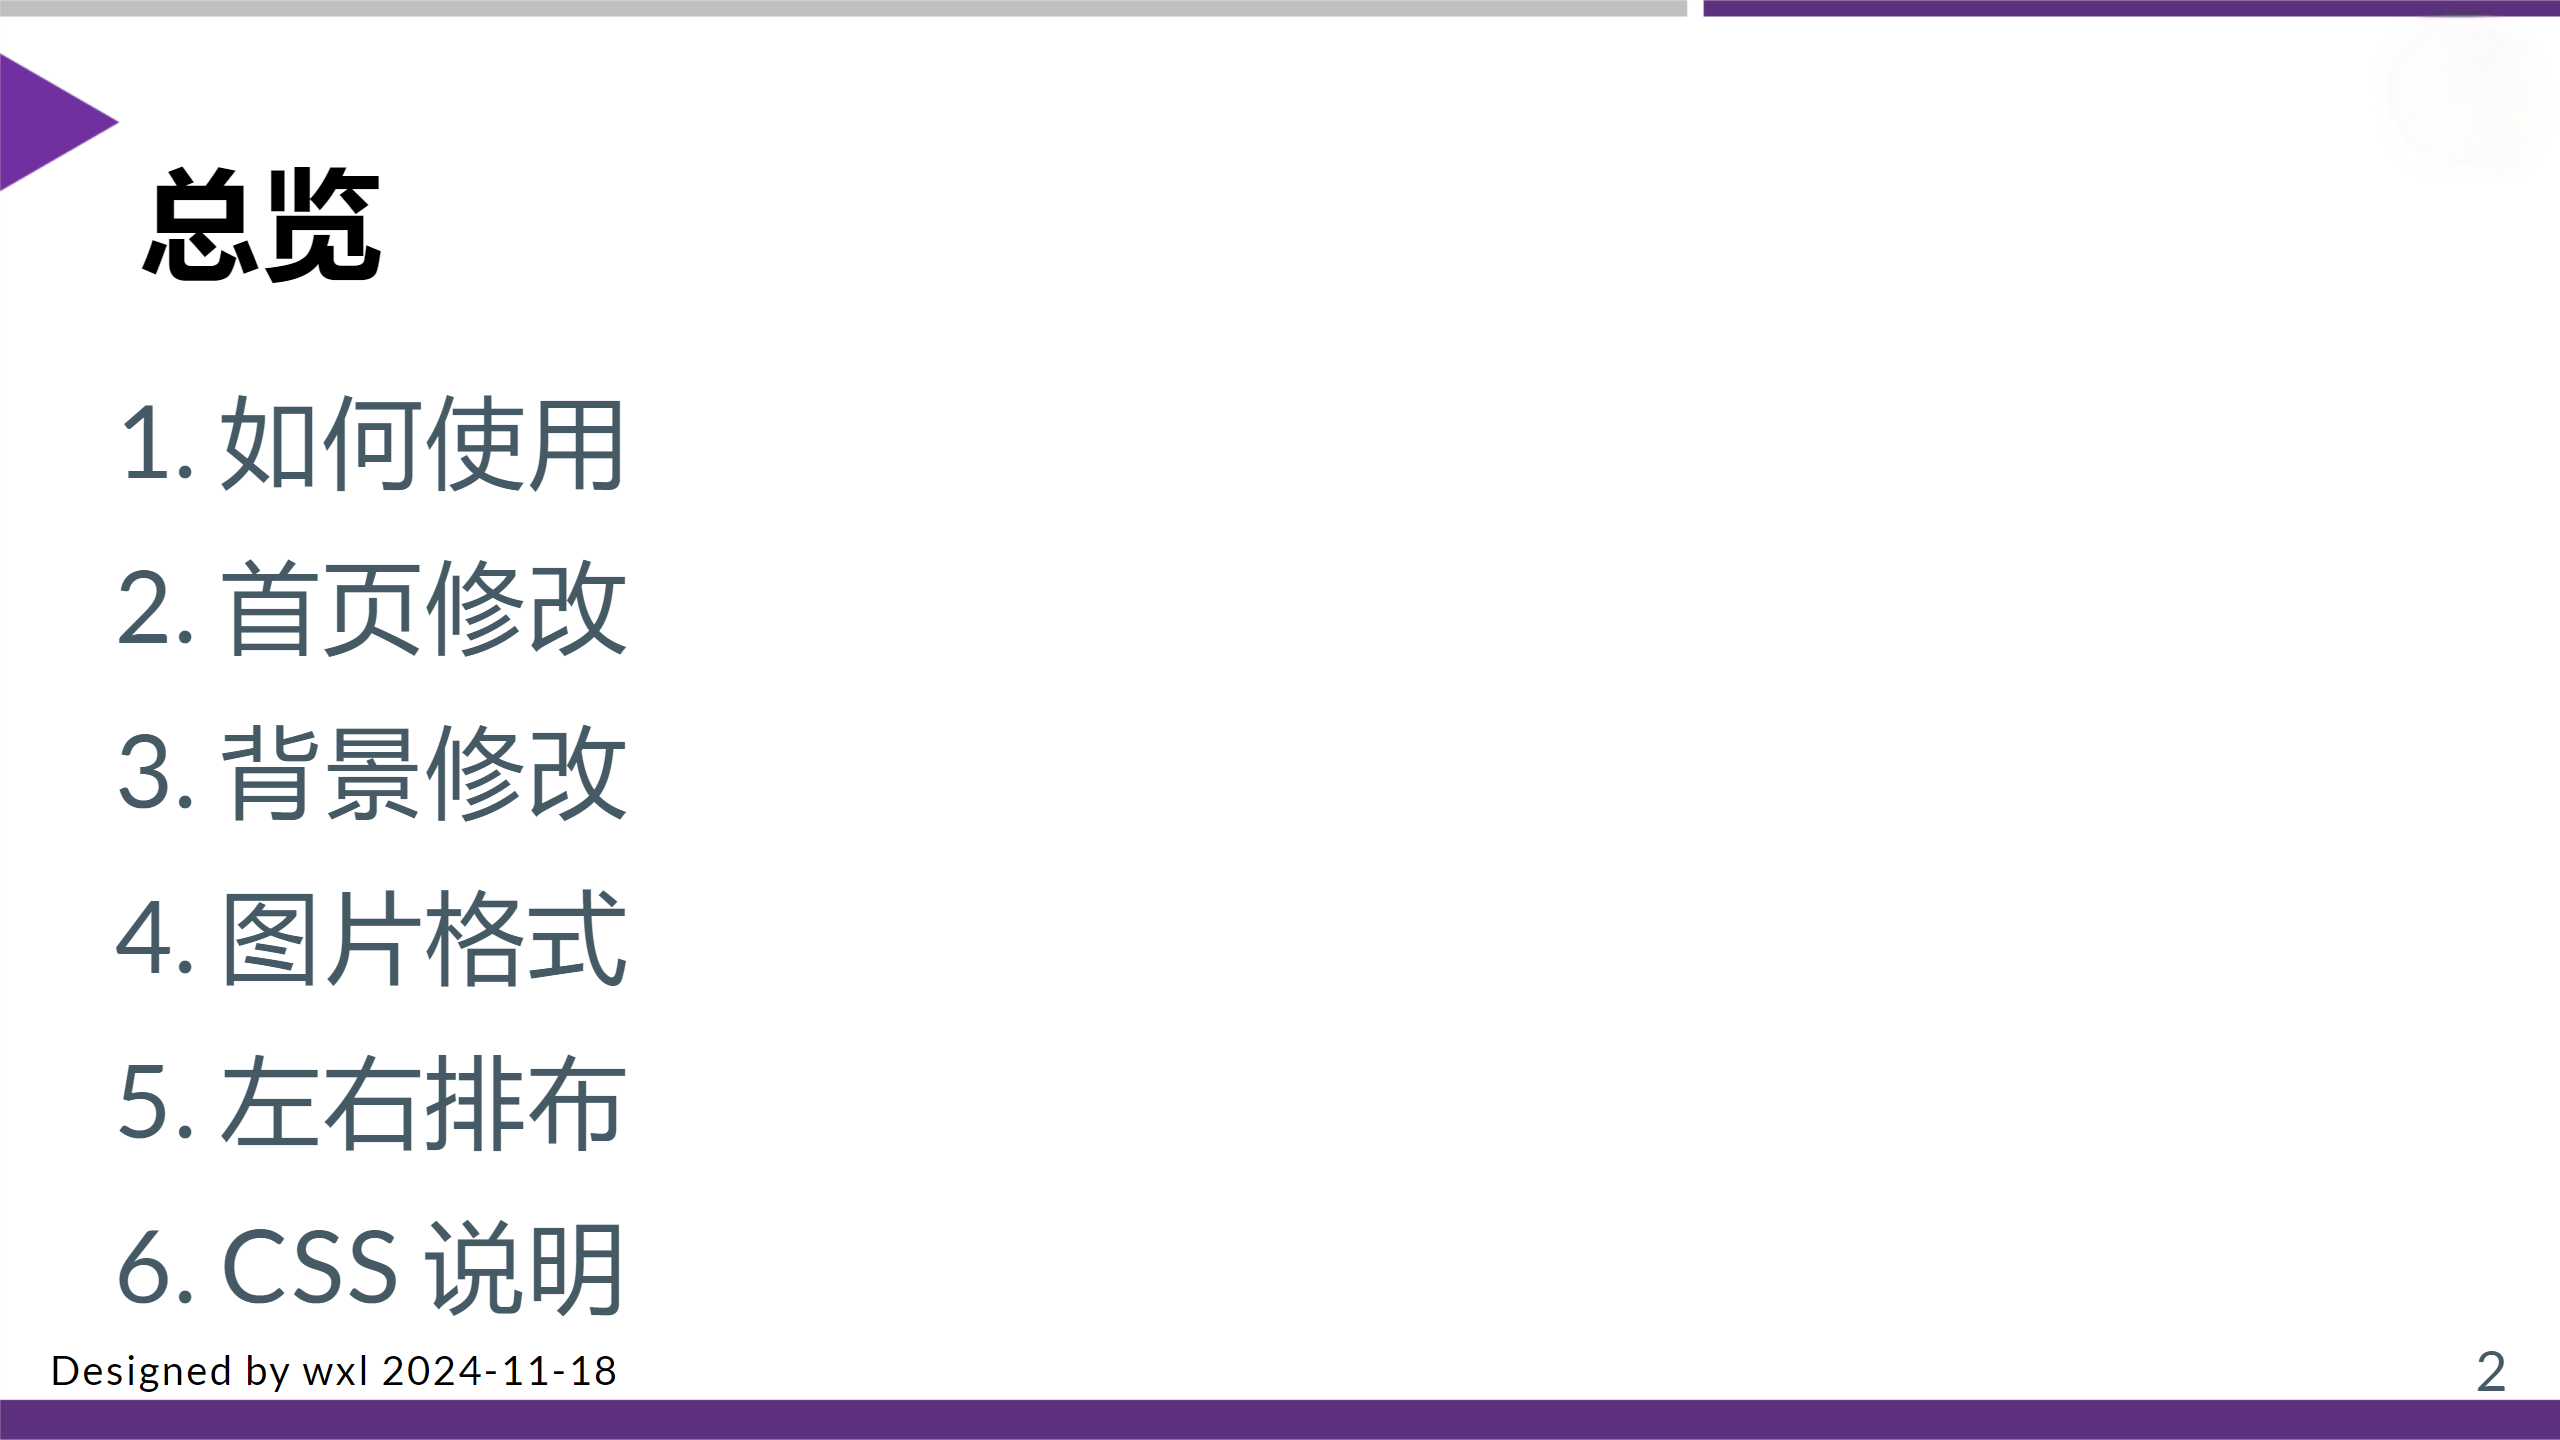 总览
1. 如何使用
2. 首页修改
3. 背景修改
4. 图片格式
5. 左右排布
6. CSS 说明
Designed by wxl 2024-11-18
2